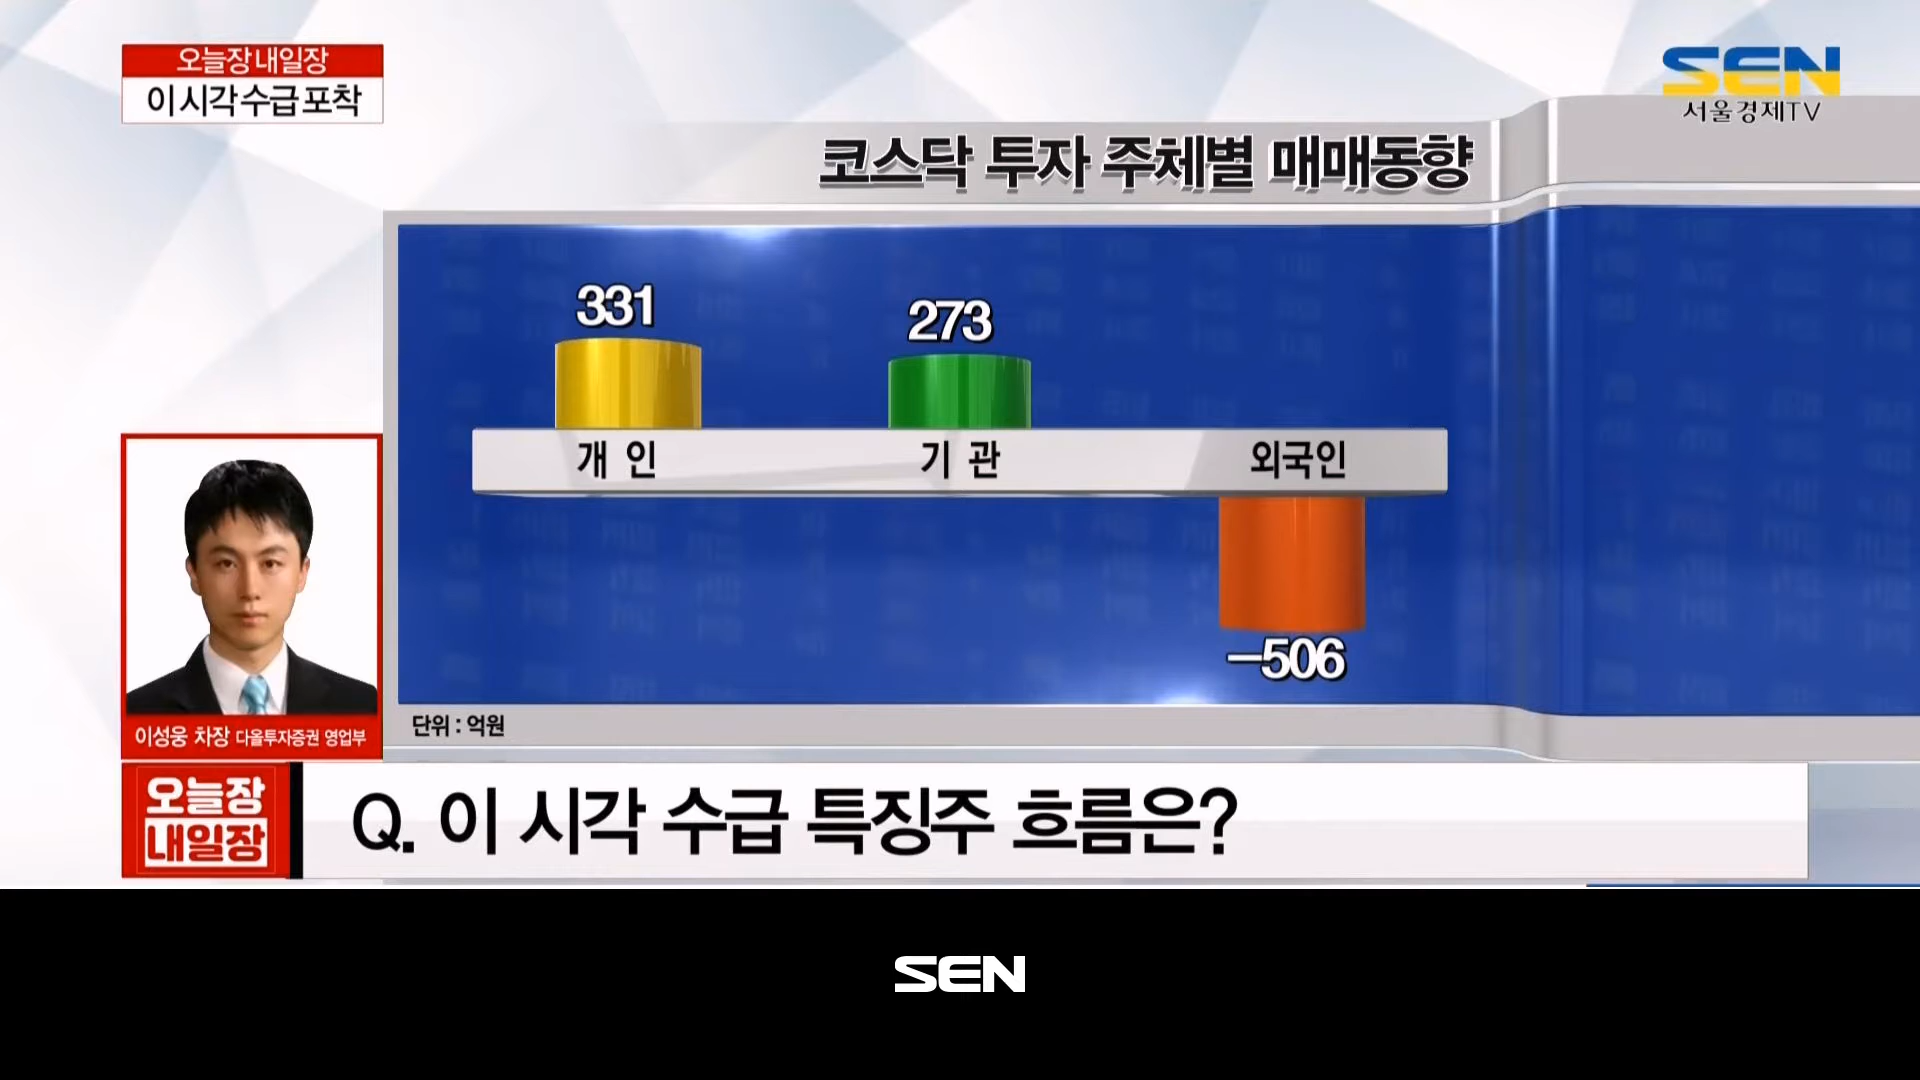 오늘장 내일장
이 시각 수급 포착
SEN
서울경제TV
코스닥 투자 주체별 매매동향
331
273
개 인
기 관
외국인
-506
단위 : 억원
이성웅 차장 다올투자증권 영업부
오늘장
내일장
Q. 이 시각 수급 특징주 흐름은?
SEN